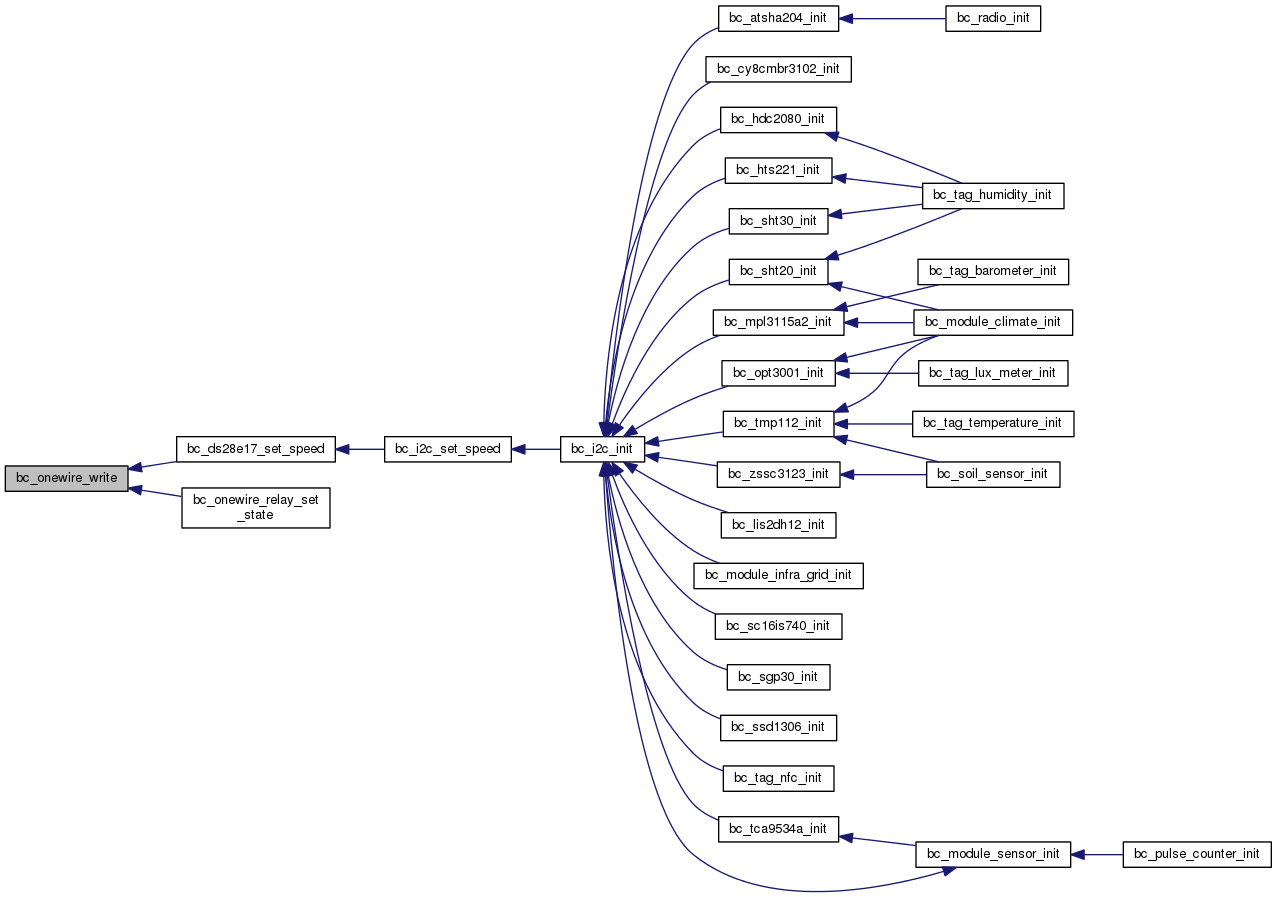 bc_atsha204_init
bc_radio_init
bc_cy8cmbr3102_init
bc_hdc2080_init
bc_hts221_init
bc_tag_humidity_init
bc_sht30_init
bc_sht20_init
bc_tag_barometer_init
bc_mpl3115a2_init
bc_module_climate_init
bc_opt3001_init
bc_tag_lux_meter_init
bc_tmp112_init
bc_tag_temperature_init
bc_ds28e17_set_speed
bc_i2c_set_speed
bc_i2c_init
bc_onewire_write
bc_zssc3123_init
bc_soil_sensor_init
bc_onewire_relay_set
_state
bc_lis2dh12_init
bc_module_infra_grid_init
bc_sc16is740_init
bc_sgp30_init
bc_ssd1306_init
bc_tag_nfc_init
bc_tca9534a_init
bc_module_sensor_init
bc_pulse_counter_init